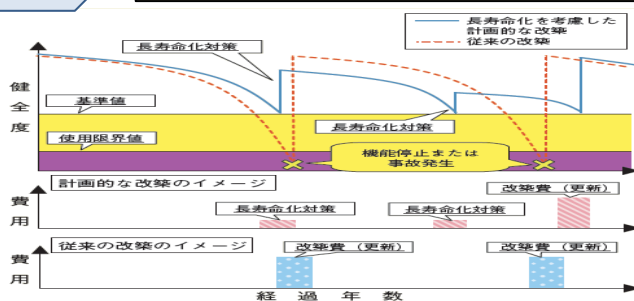 長寿命化を考慮した
計画的な改築
従来の改築
長寿命化対策
健全度
基準値
長寿命化対策
使用限界値
機能停止または
事故発生
計画的な改築のイメージ
改築費（更新）
費用
長寿命化対策
長寿命化対策
従来の改築のイメージ
改築費（更新）
改築費（更新）
費用
経過年数